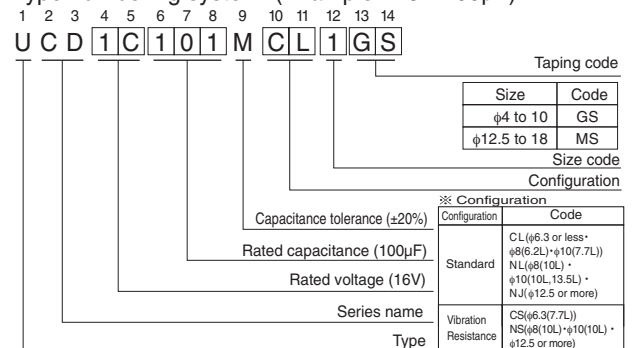 1 2 3 4 5 6 7 8 9 10 11 12 13 14
U C D 1 C 1 0 1 M C L 1 G S
Taping code
Size Code
ϕ4 to 10 GS
ϕ12.5 to 18 MS
Size code
Configuration
※ Configuration
Configuration Code
Standard
CL(ϕ6.3 or less・
ϕ8(6.2L)・ϕ10(7.7L))
NL(ϕ8(10L)・
ϕ10(10L,13.5L)・
NJ(ϕ12.5 or more)
Vibration
Resistance
CS(ϕ6.3(7.7L))
NS(ϕ8(10L)・ϕ10(10L)・
ϕ12.5 or more)
Capacitance tolerance (±20%)
Rated capacitance (100μF)
Rated voltage (16V)
Series name
Type